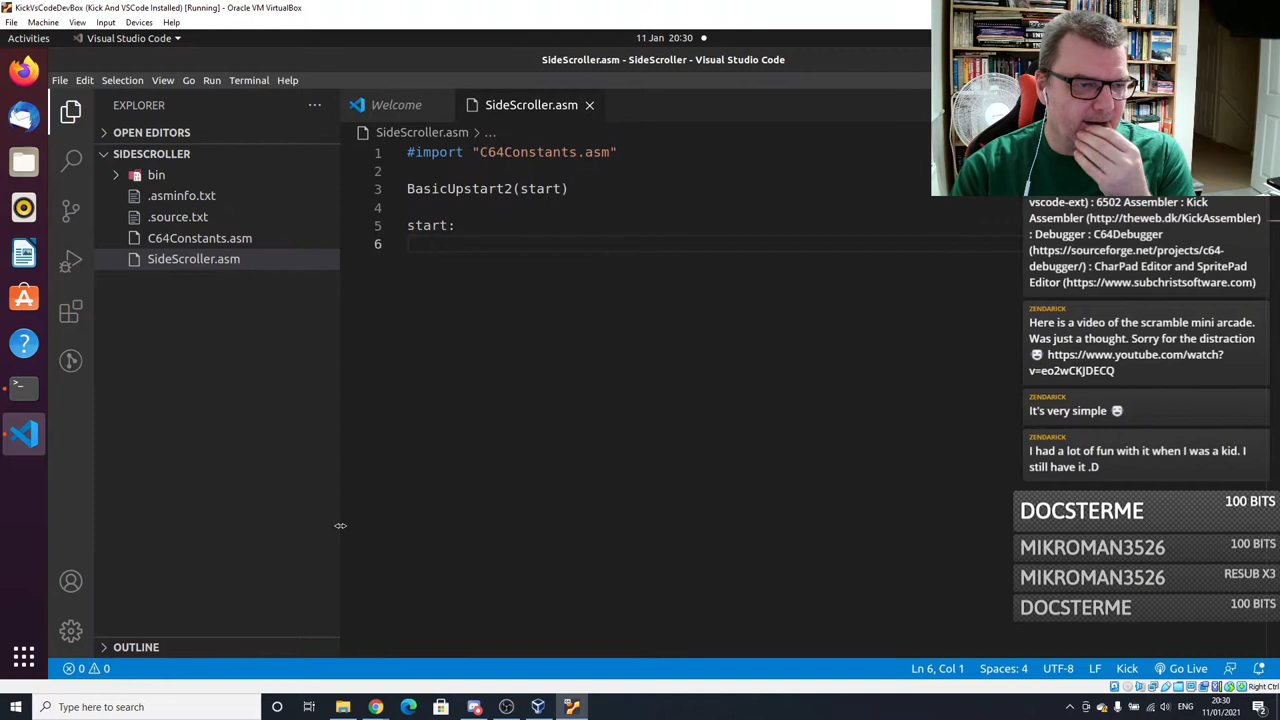 KickVsCodeDevBox (Kick And VSCode Installed) [Running] - Oracle VM VirtualBox
File Machine View Input Devices Help
Activities Visual Studio Code 11 Jan 20:30
SideScroller.asm - SideScroller - Visual Studio Code
File Edit Selection View Go Run Terminal Help
EXPLORER
OPEN EDITORS
SIDESCROLLER
bin
.asminfo.txt
.source.txt
C64Constants.asm
SideScroller.asm
OUTLINE
Welcome SideScroller.asm
SideScroller.asm > ...
1 #import "C64Constants.asm"
2
3 BasicUpstart2(start)
4
5 start:
6
vscode-ext) : 6502 Assembler : Kick
Assembler (http://theweb.dk/KickAssembler)
: Debugger : C64Debugger
(https://sourceforge.net/projects/c64-
debugger/) : CharPad Editor and SpritePad
Editor (https://www.subchristsoftware.com)
ZENDARICK
Here is a video of the scramble mini arcade.
Was just a thought. Sorry for the distraction
https://www.youtube.com/watch?
v=eo2wCKJDECQ
ZENDARICK
It's very simple
ZENDARICK
I had a lot of fun with it when I was a kid. I
still have it .D
DOCSTERME 100 BITS
MIKROMAN3526 100 BITS
MIKROMAN3526 RESUB X3
DOCSTERME 100 BITS
0 0 Ln 6, Col 1 Spaces: 4 UTF-8 LF Kick Go Live
Right Ctrl
Type here to search
ENG 20:30
11/01/2021
2